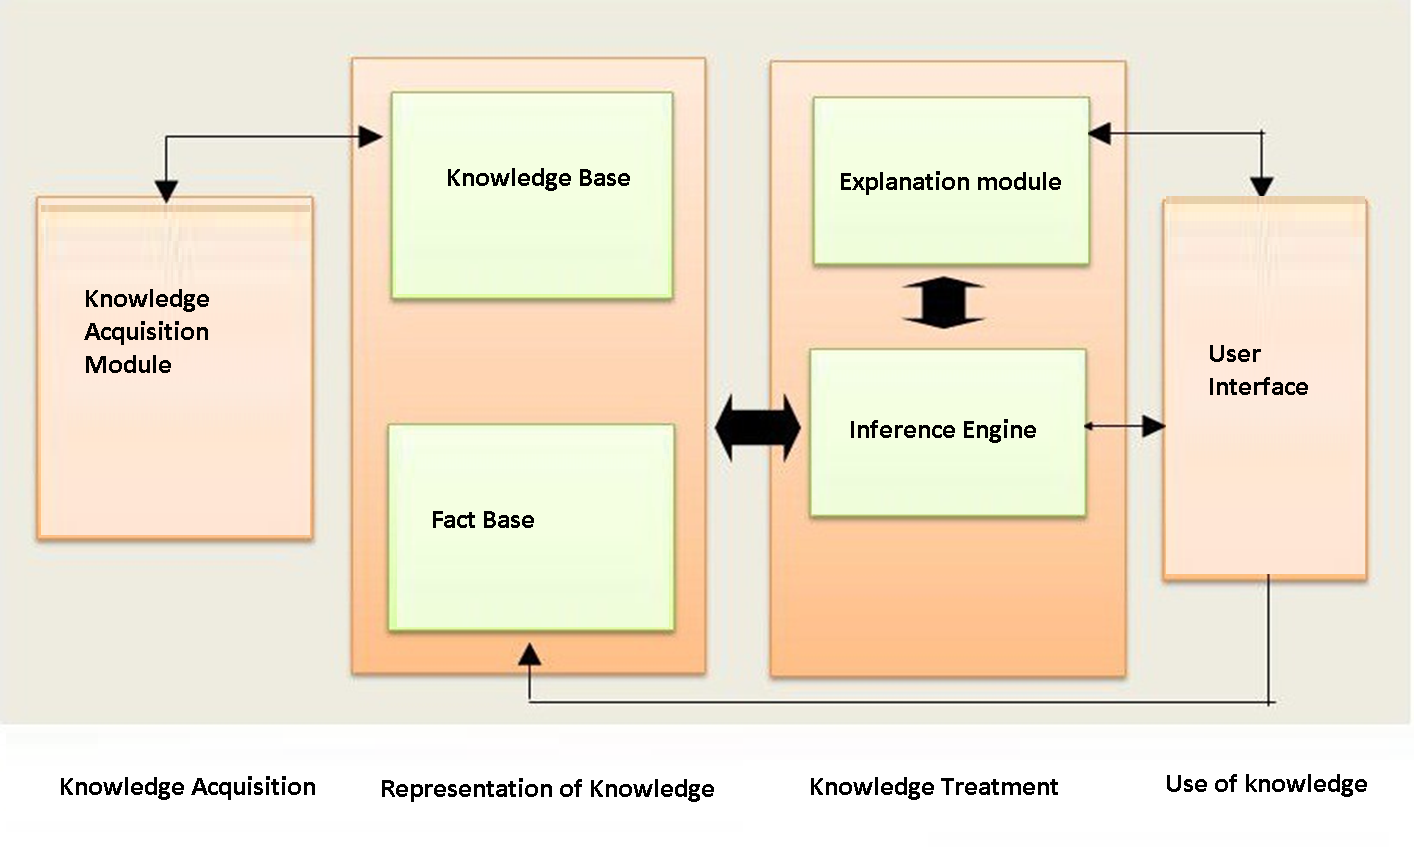 Knowledge Base
Explanation module
Knowledge
Acquisition
Module
User
Interface
Inference Engine
Fact Base
Knowledge Acquisition
Representation of Knowledge
Knowledge Treatment
Use of knowledge